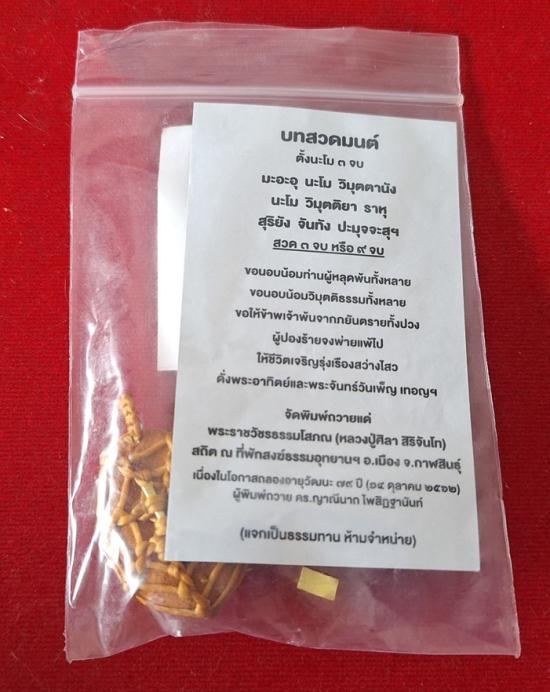 บทสวดมนต์
ตั้งนะโม ๓ จบ
มะอะอุ นะโม วิมุตตานัง
นะโม วิมุตติยา ราหุ
สุริยัง จันทัง ปะมุจจะสุฯ
สวด ๓ จบ หรือ ๙ จบ
ขอนอบน้อมท่านผู้หลุดพ้นทั้งหลาย
ขอนอบน้อมวิมุตติธรรมทั้งหลาย
ขอให้ข้าพเจ้าพ้นจากภยันตรายทั้งปวง
ผู้ปองร้ายจงพ่ายแพ้ไป
ให้ชีวิตเจริญรุ่งเรืองสว่างไสว
ดั่งพระอาทิตย์และพระจันทร์วันเพ็ญ เทอญฯ
จัดพิมพ์ถวายแด่
พระราชวัชรธรรมโสภณ (หลวงปู่ศิลา สิริจันโท)
สถิต ณ ที่พักสงฆ์ธรรมอุทยานฯ อ.เมือง จ.กาฬสินธุ์
เนื่องในโอกาสฉลองอายุวัฒนะ ๗๙ ปี (๑๔ ตุลาคม ๒๕๖๒)
ผู้พิมพ์ถวาย ดร.ญาณีนาถ ไพสิฏฐานันท์
(แจกเป็นธรรมทาน ห้ามจำหน่าย)